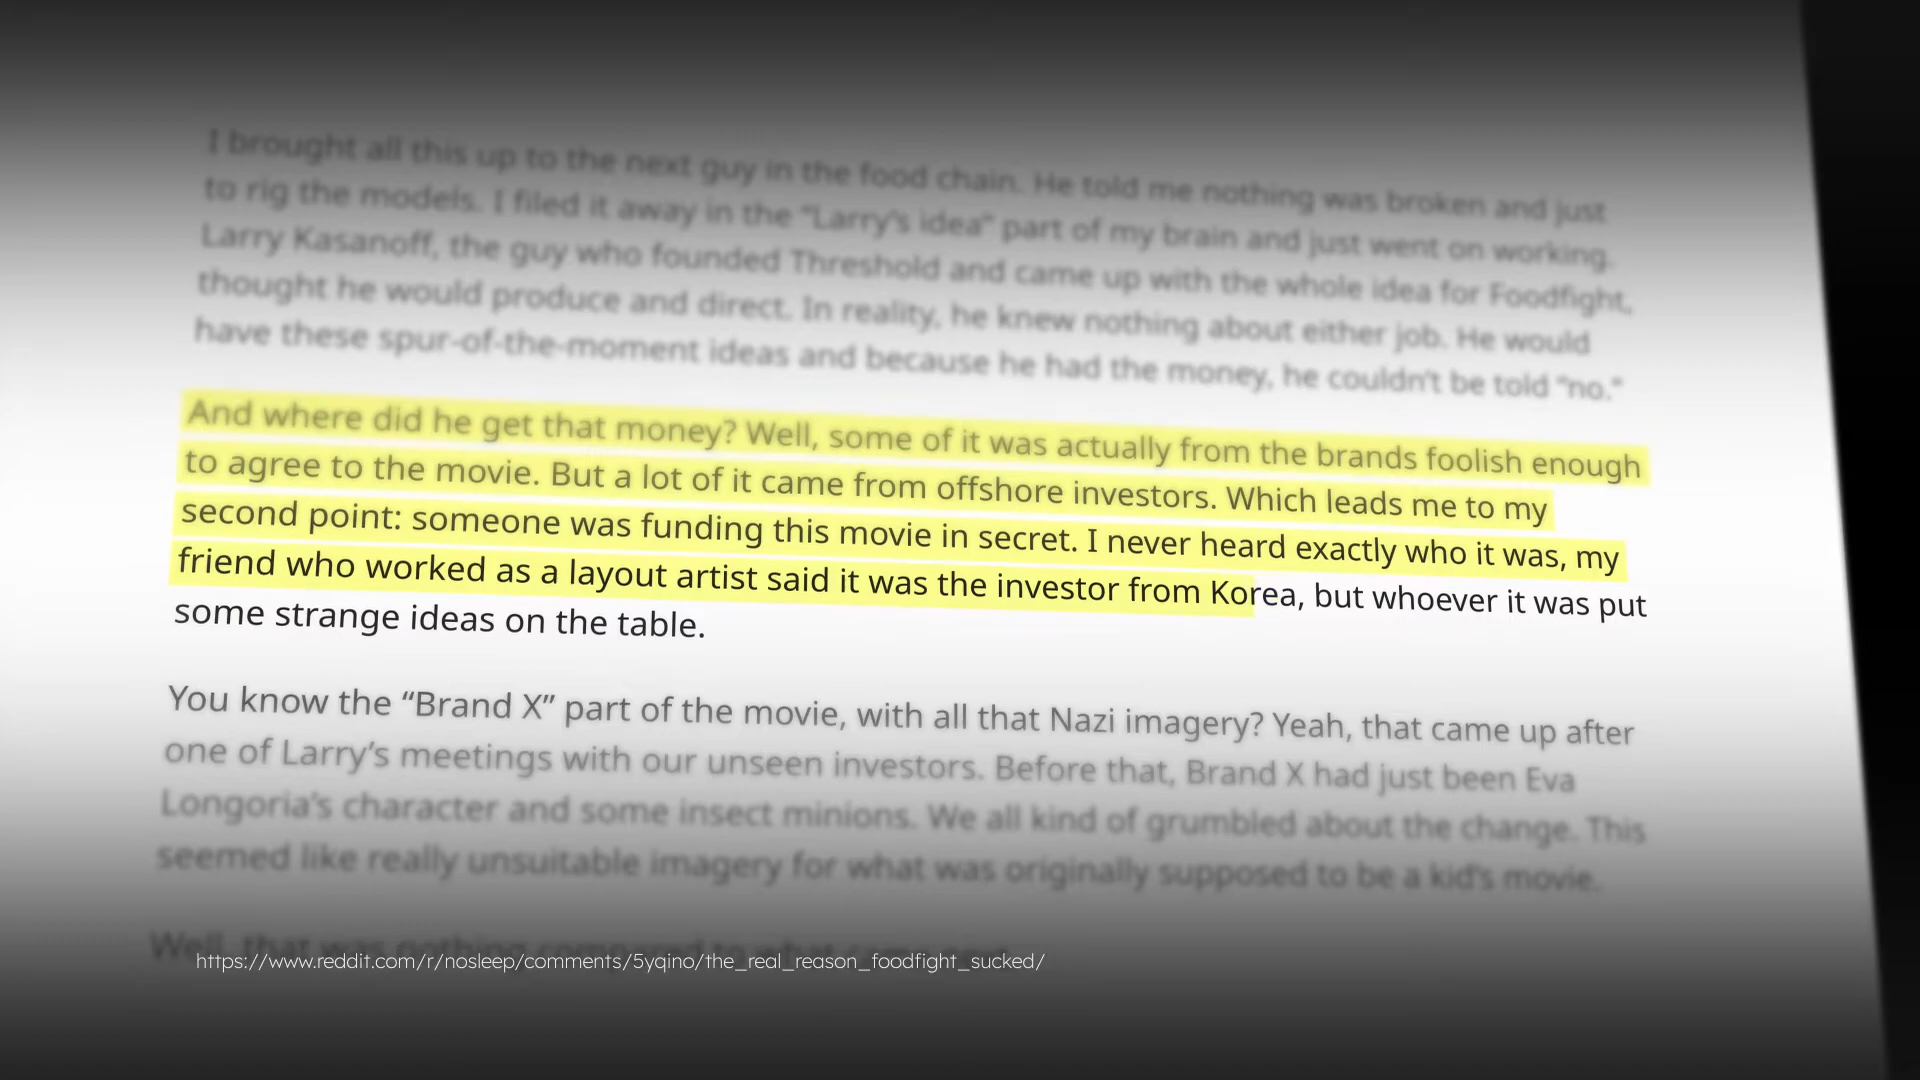 I brought all this up to the next guy in the food chain. He told me nothing was broken and just
to rig the models. I filed it away in the “Larry’s idea” part of my brain and just went on working.
Larry Kasanoff, the guy who founded Threshold and came up with the whole idea for Foodfight,
thought he would produce and direct. In reality, he knew nothing about either job. He would
have these spur-of-the-moment ideas and because he had the money, he couldn’t be told “no.”
And where did he get that money? Well, some of it was actually from the brands foolish enough
to agree to the movie. But a lot of it came from offshore investors. Which leads me to my
second point: someone was funding this movie in secret. I never heard exactly who it was, my
friend who worked as a layout artist said it was the investor from Korea, but whoever it was put
some strange ideas on the table.
You know the “Brand X” part of the movie, with all that Nazi imagery? Yeah, that came up after
one of Larry’s meetings with our unseen investors. Before that, Brand X had just been Eva
Longoria’s character and some insect minions. We all kind of grumbled about the change. This
seemed like really unsuitable imagery for what was originally supposed to be a kid’s movie.
Well, that was nothing compared to what came
https://www.reddit.com/r/nosleep/comments/5yqino/the_real_reason_foodfight_sucked/